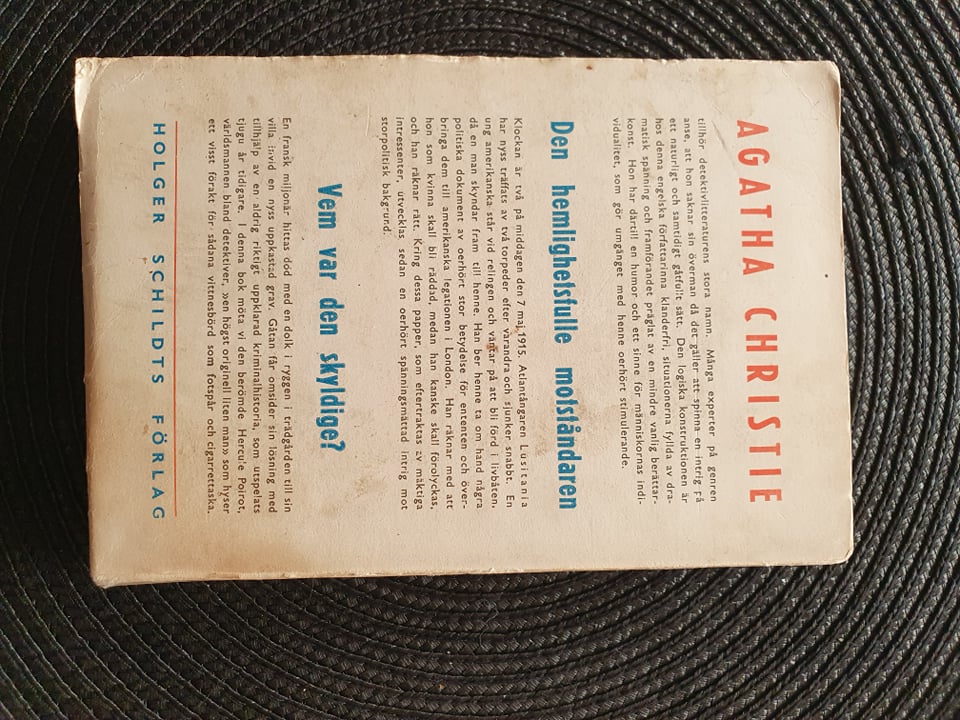 AGATHA CHRISTIE
tillhör detektivlitteraturens stora namn. Många experter på genren
anse, att hon saknar sin överman då det gäller att spinna en intrig på
ett naturligt och samtidigt gåtfullt sätt. Den logiska konstruktionen är
hos denna engelska författarinna klanderfri, situationerna fyllda av dra-
matisk spänning och framförandet präglat av en mindre vanlig berättar-
konst. Hon har därtill en humor och ett sinne för människornas indi-
vidualitet som gör umgänget med henne oerhört stimulerande.
Den hemlighetsfulle motståndaren
Klockan är två på middagen den 7 maj 1915. Atlantångaren Lusitania
har nyss träffats av två torpeder efter varandra och sjunker snabbt. En
ung amerikanska står vid relingen och väntar på att bli förd i livbåten,
då en man skyndar fram till henne. Han ber henne ta om hand några
politiska dokument av oerhört stor betydelse för ententen och över-
bringa dem till amerikanska legationen i London. Han räknar med att
hon som kvinna skall bli räddad, medan han kanske skall förolyckas,
och han räknar rätt. Kring dessa papper, som eftertraktas av mäktiga
intressenter, utvecklas sedan en oerhört spänningsmättad intrig mot
storpolitisk bakgrund.
Vem var den skyldige?
En fransk miljonär hittas död med en dolk i ryggen i trädgården till sin
villa invid en nyss uppkastad grav. Gåtan får omsider sin lösning med
tillhjälp av en aldrig riktigt uppklarad kriminalhistoria, som utspelats
tjugu år tidigare. I denna bok möta vi den berömde Hercule Poirot,
världsmannen bland detektiver, »en högst originell liten man» som hyser
ett visst förakt för sådana vittnesbörd som fotspår och cigarrettaska.
HOLGER SCHILDTS FÖRLAG